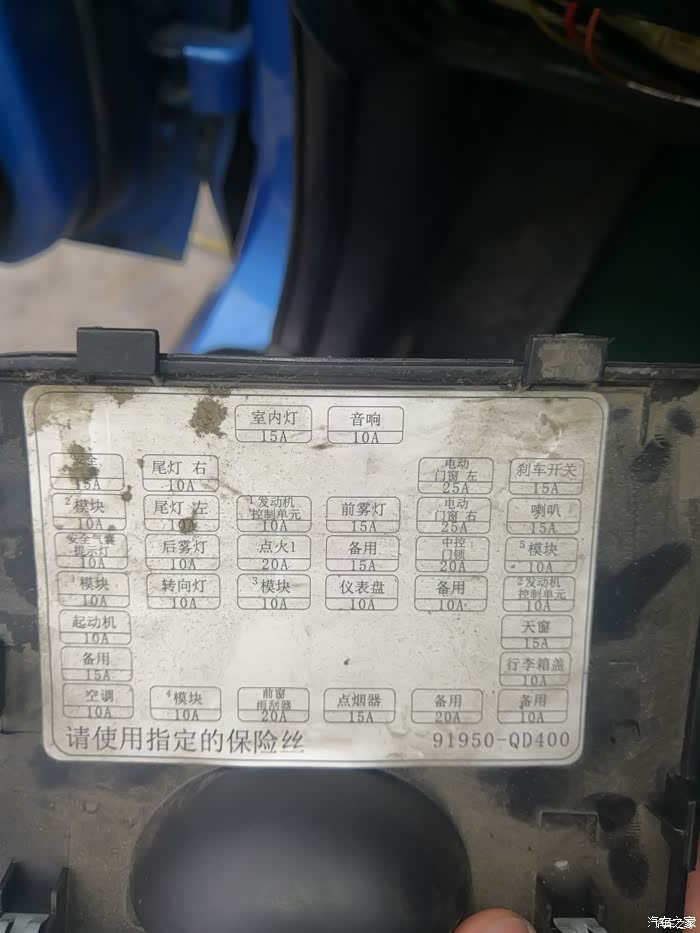 室内灯 音响
15A 10A
安全 尾灯 右 电动门窗 左 刹车开关
15A 10A 25A 15A
2模块 尾灯 左 1发动机控制单元 前雾灯 电动门窗 右 喇叭
10A 10A 10A 15A 25A 15A
安全气囊提示灯 后雾灯 点火1 备用 中控门锁 5模块
10A 10A 20A 15A 20A 10A
1模块 转向灯 3模块 仪表盘 备用 2发动机控制单元
10A 10A 10A 10A 10A 10A
起动机 天窗
10A 15A
备用 行李箱盖
15A 10A
空调 4模块 前窗雨刮器 点烟器 备用 备用
10A 10A 20A 15A 20A 10A
请使用指定的保险丝 91950-QD400
汽车之家